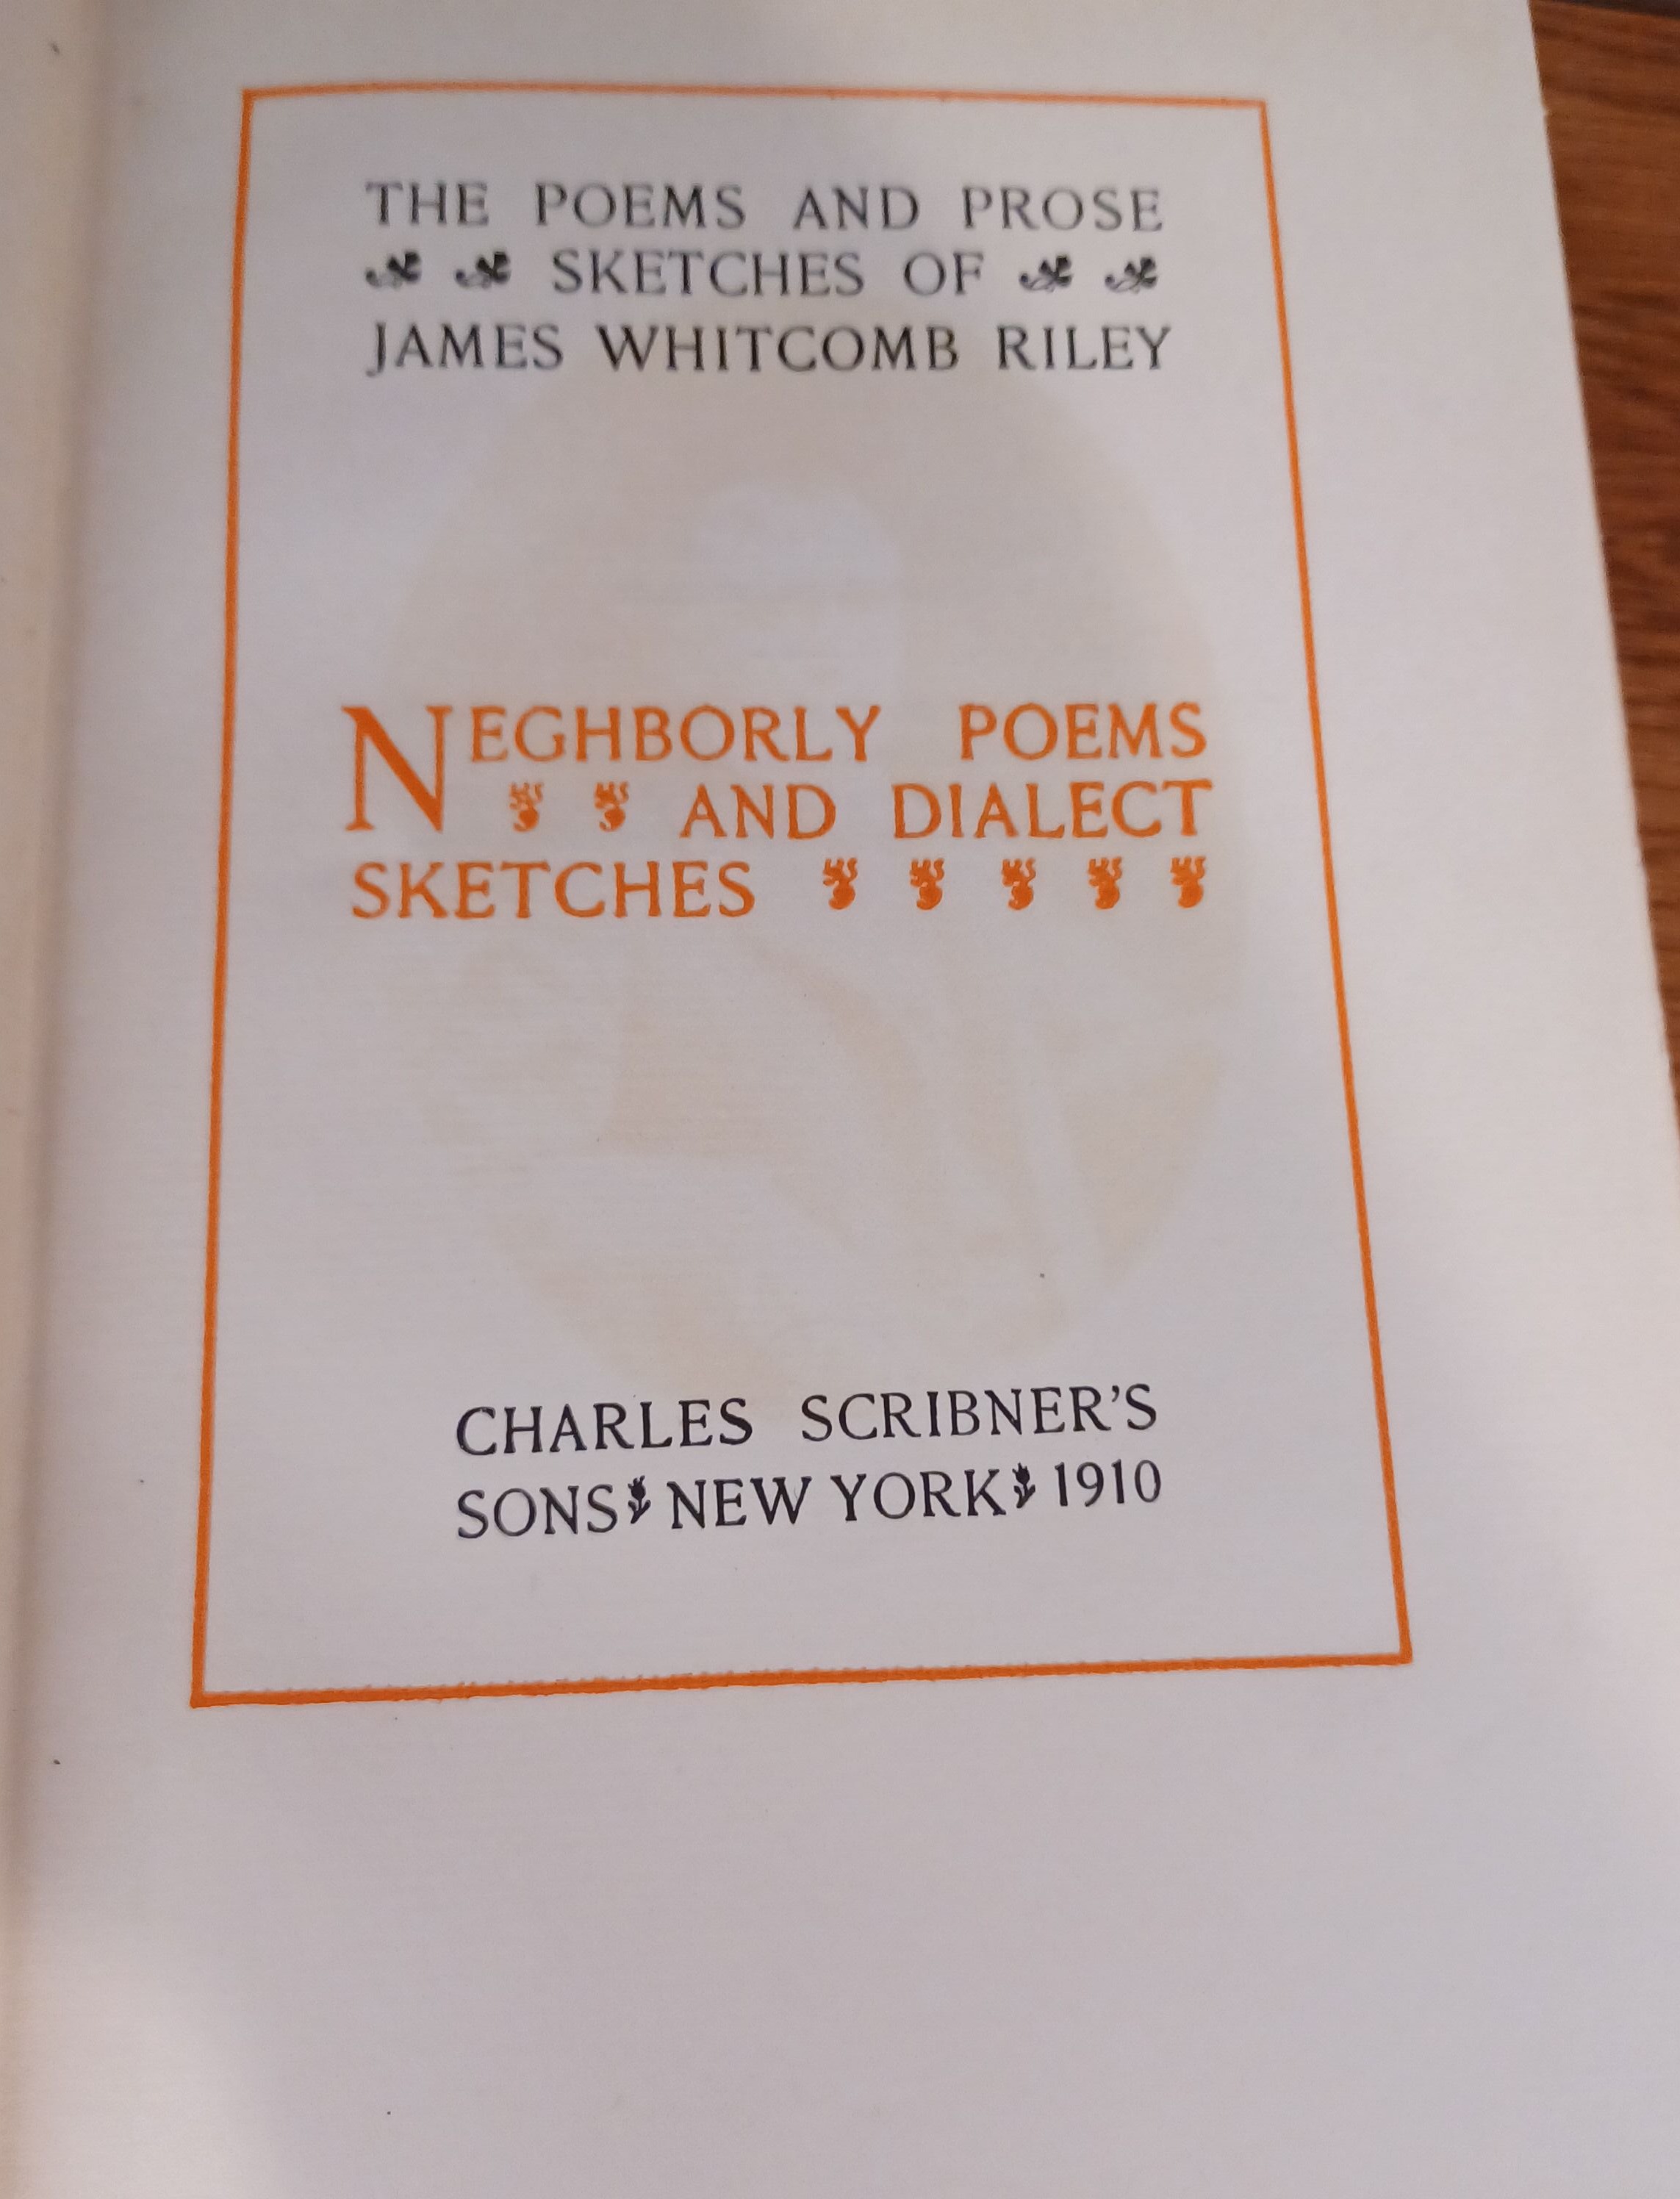 THE POEMS AND PROSE
SKETCHES OF
JAMES WHITCOMB RILEY
NEGHBORLY POEMS
AND DIALECT
SKETCHES
CHARLES SCRIBNER'S
SONS NEW YORK 1910